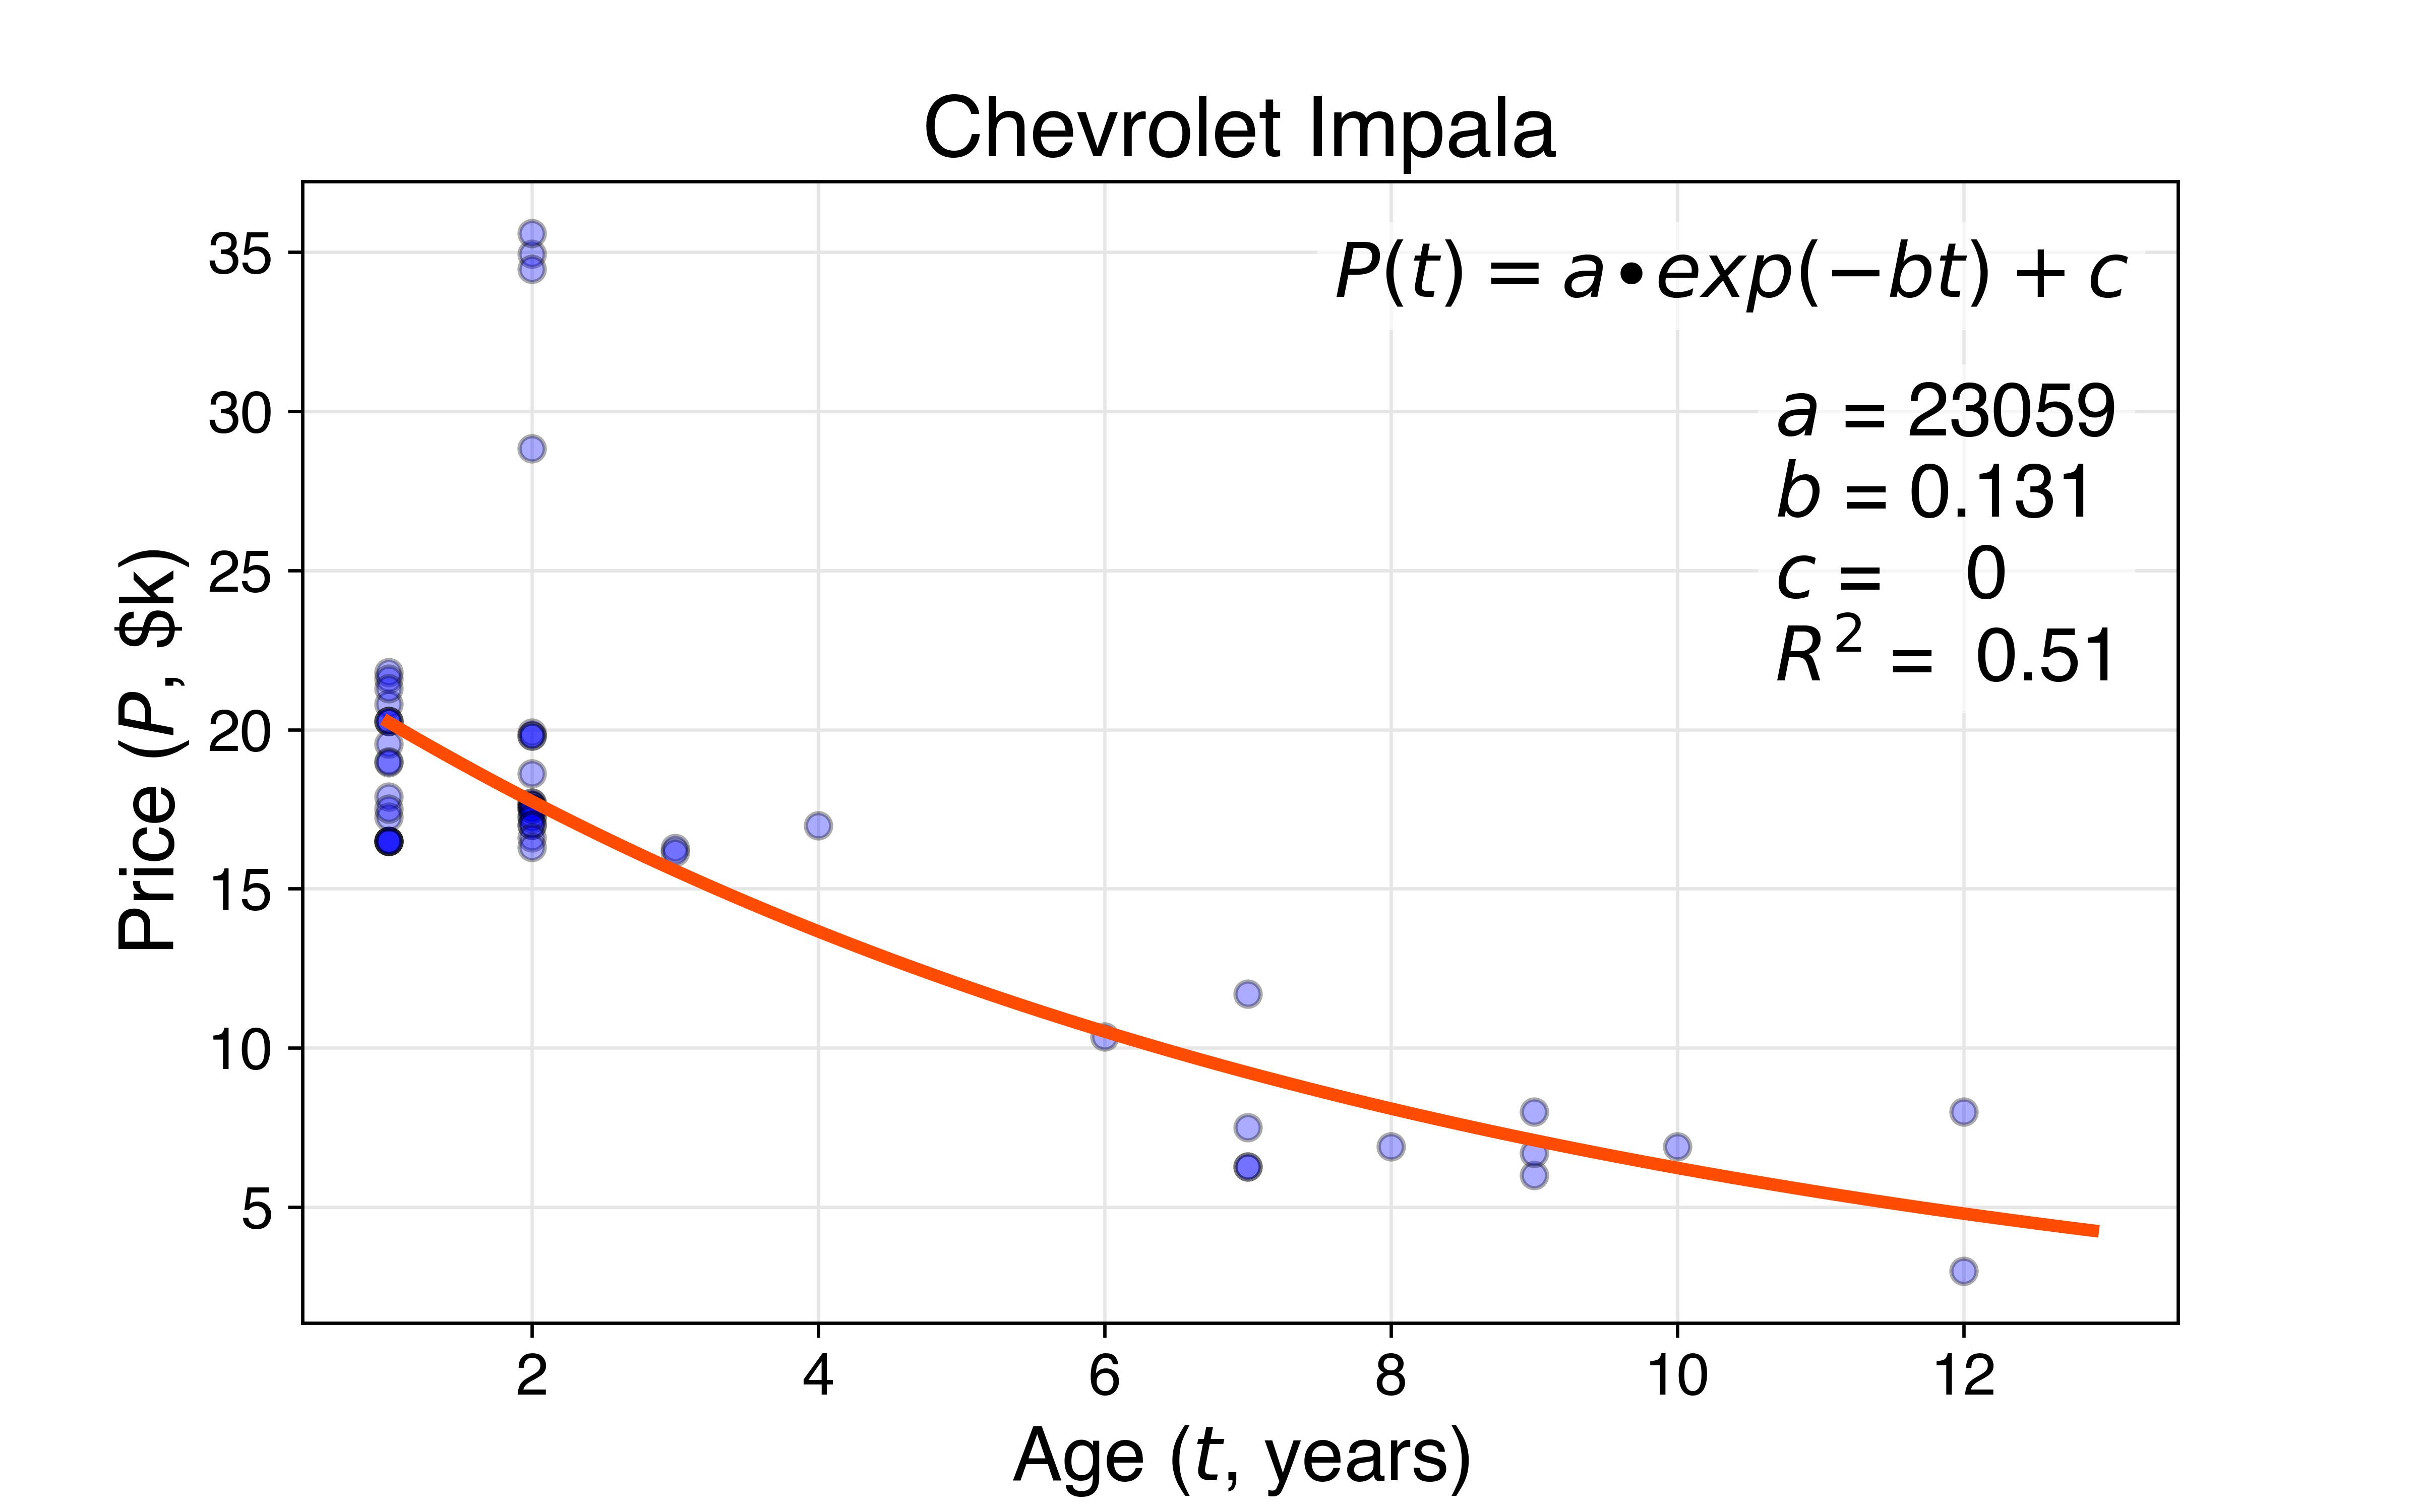 Chevrolet Impala
P(t) = a•exp(−bt) + c
a = 23059
b = 0.131
c = 0
R² = 0.51
Price (P, $k)
35
30
25
20
15
10
5
2 4 6 8 10 12
Age (t, years)